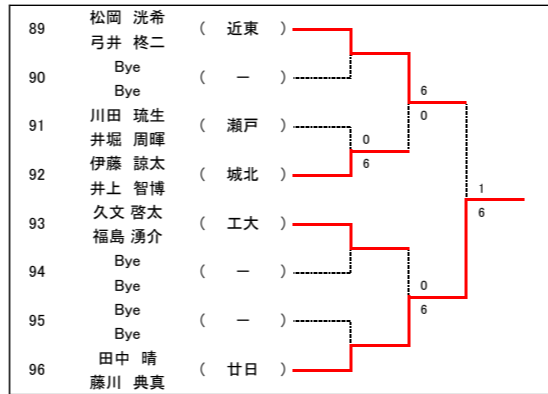 松岡 洸希
89 ( 近東 )
弓井 柊二
Bye
90 ( ー )
Bye
6
0
川田 琉生
91 ( 瀬戸 )
井堀 周暉
0
6
伊藤 諒太
92 ( 城北 )
井上 智博
1
6
久文 啓太
93 ( 工大 )
福島 湧介
Bye
94 ( ー )
Bye
0
6
Bye
95 ( ー )
Bye
田中 晴
96 ( 廿日 )
藤川 典真